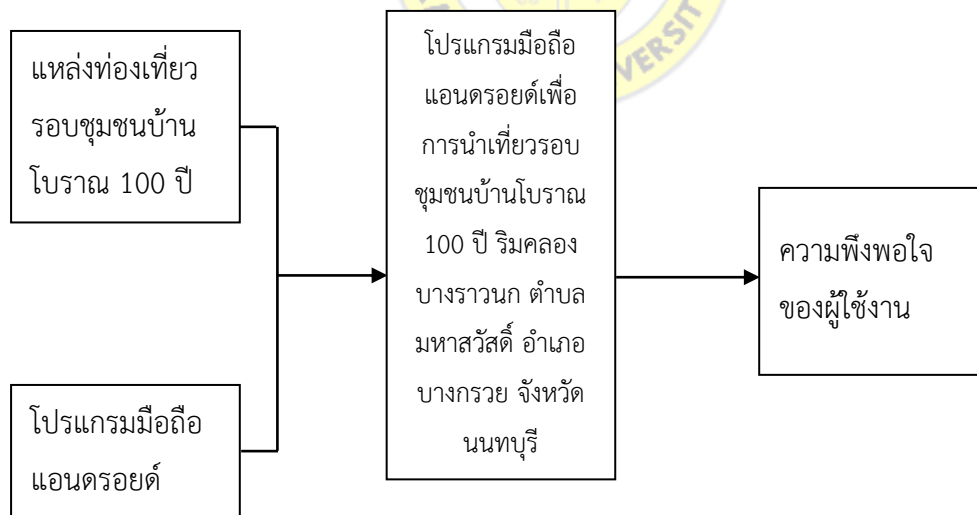 แหล่งท่องเที่ยว
รอบชุมชนบ้าน
โบราณ 100 ปี
โปรแกรมมือถือ
แอนดรอยด์
โปรแกรมมือถือ
แอนดรอยด์เพื่อ
การนำเที่ยวรอบ
ชุมชนบ้านโบราณ
100 ปี ริมคลอง
บางราวนก ตำบล
มหาสวัสดิ์ อำเภอ
บางกรวย จังหวัด
นนทบุรี
ความพึงพอใจ
ของผู้ใช้งาน
VERSIT